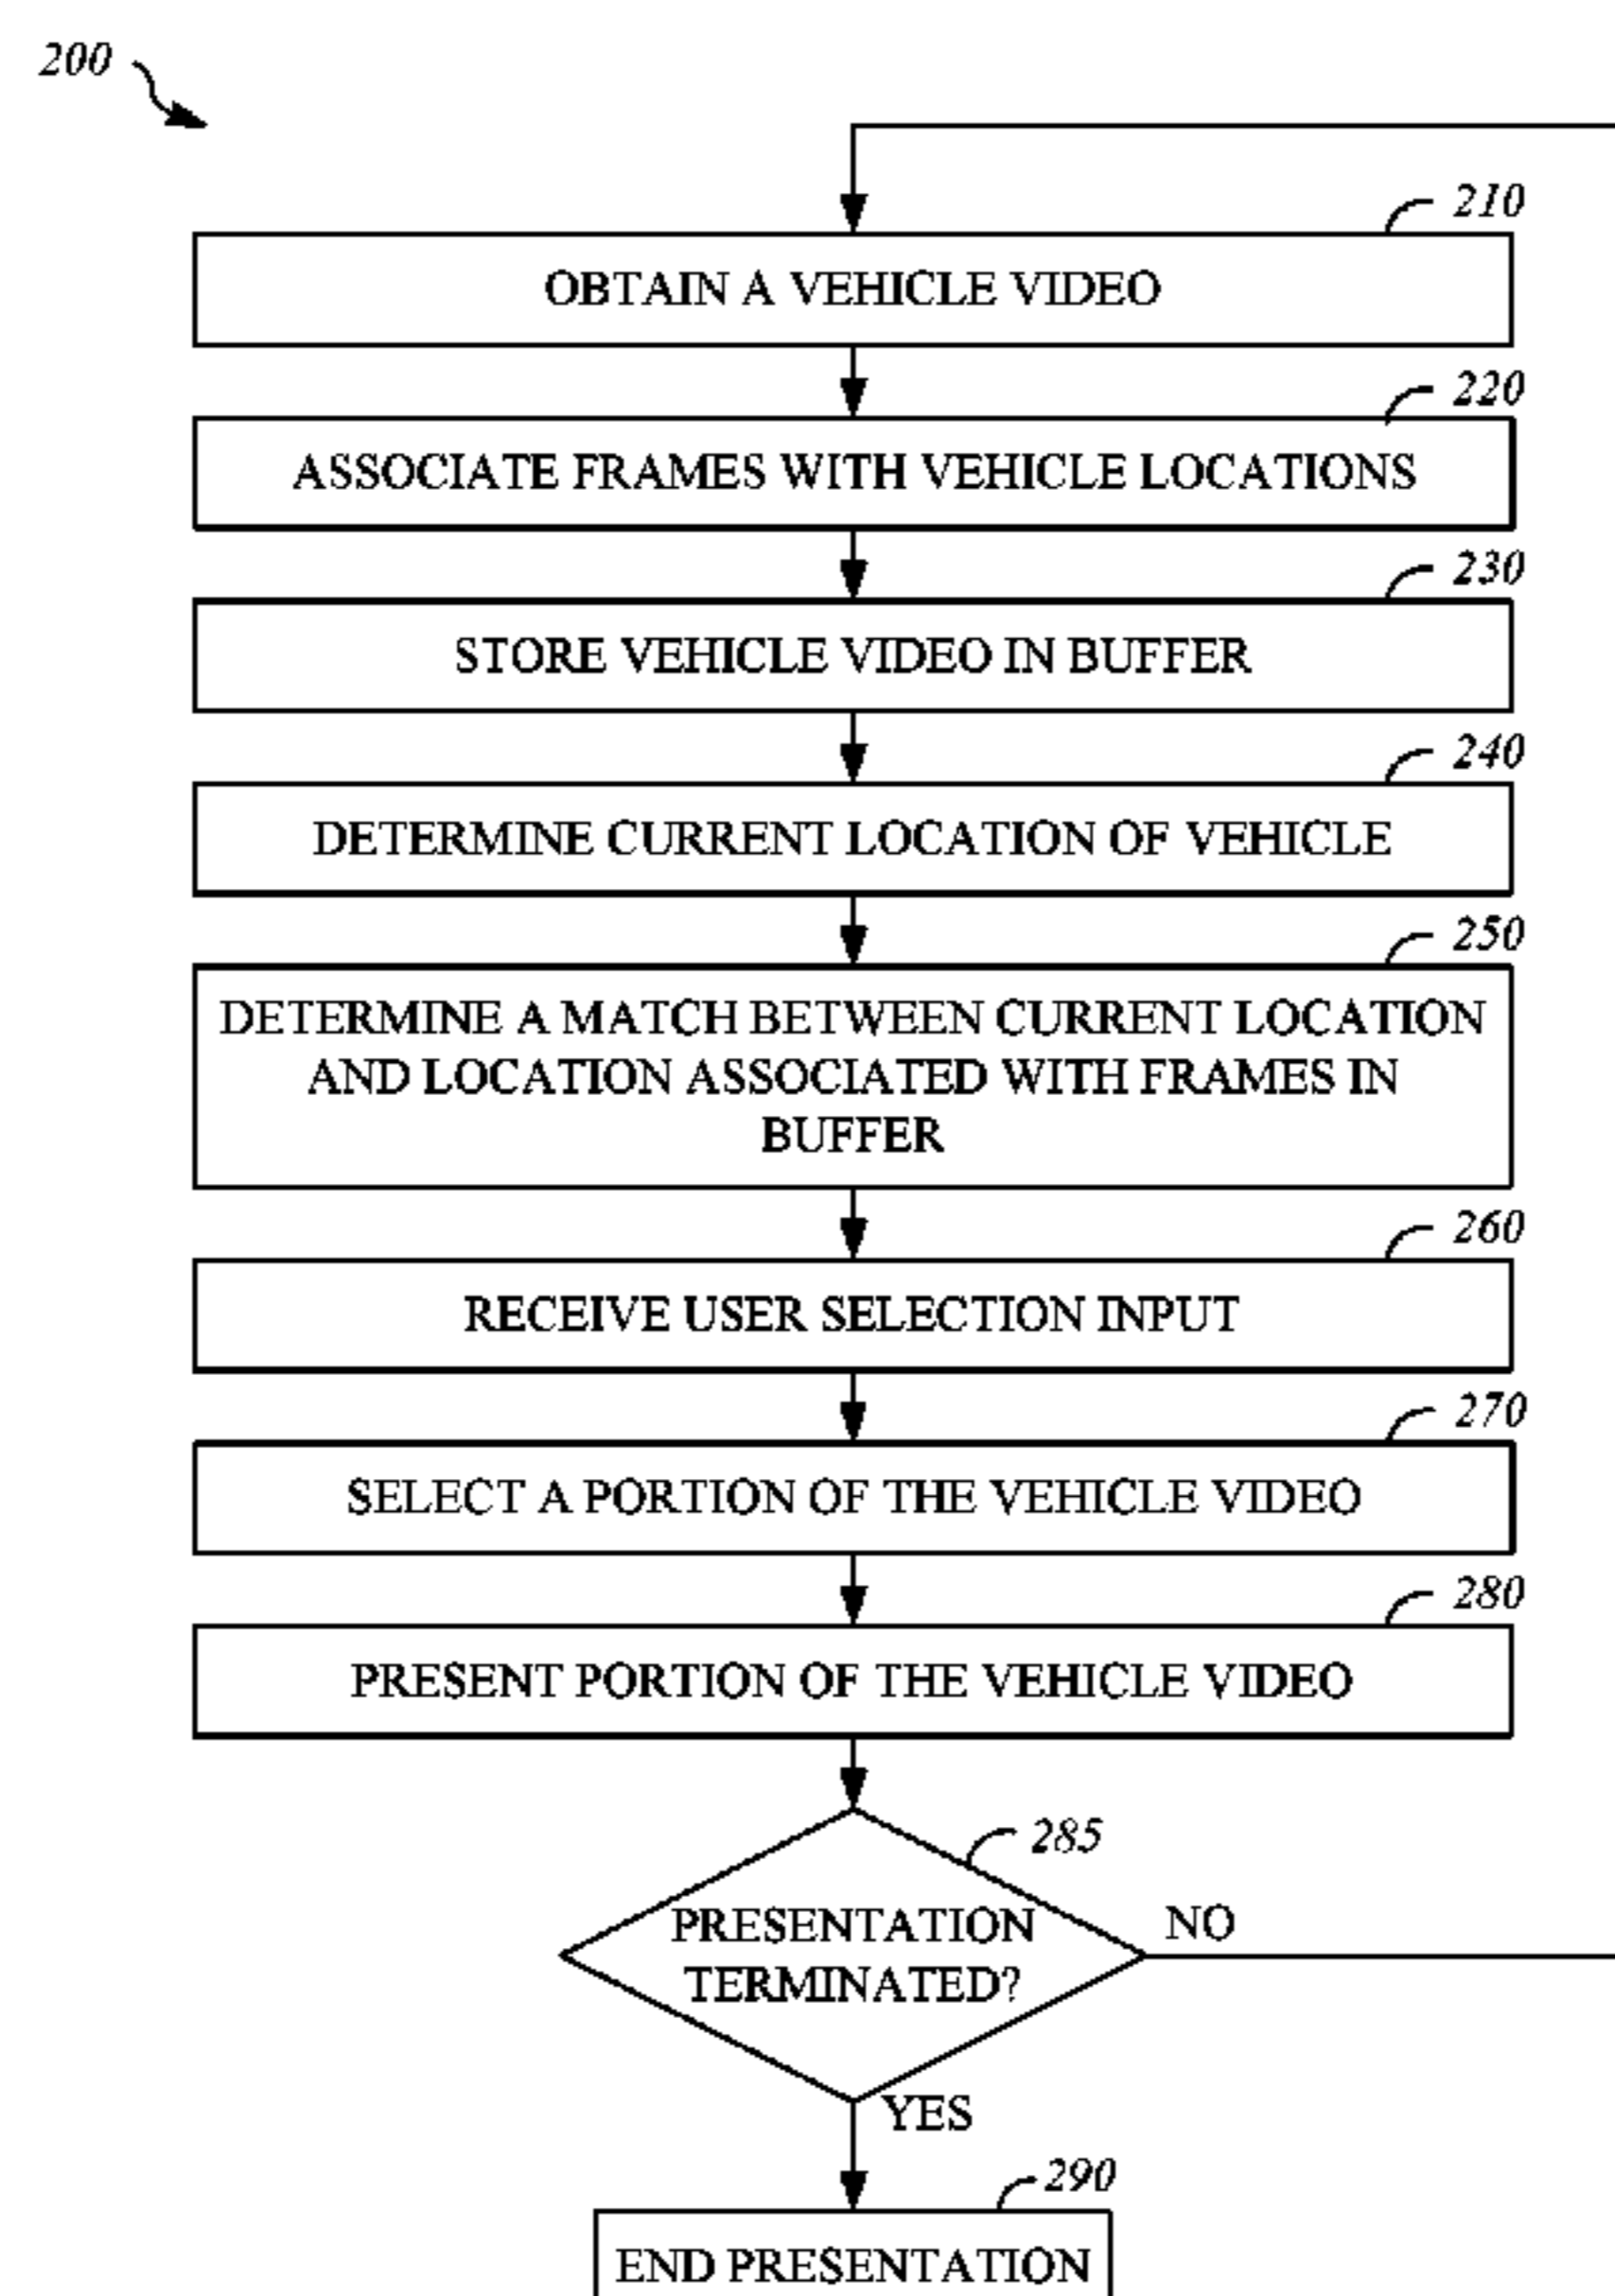 200
210
OBTAIN A VEHICLE VIDEO
220
ASSOCIATE FRAMES WITH VEHICLE LOCATIONS
230
STORE VEHICLE VIDEO IN BUFFER
240
DETERMINE CURRENT LOCATION OF VEHICLE
250
DETERMINE A MATCH BETWEEN CURRENT LOCATION
AND LOCATION ASSOCIATED WITH FRAMES IN
BUFFER
260
RECEIVE USER SELECTION INPUT
270
SELECT A PORTION OF THE VEHICLE VIDEO
280
PRESENT PORTION OF THE VEHICLE VIDEO
285
PRESENTATION
TERMINATED?
NO
YES
290
END PRESENTATION